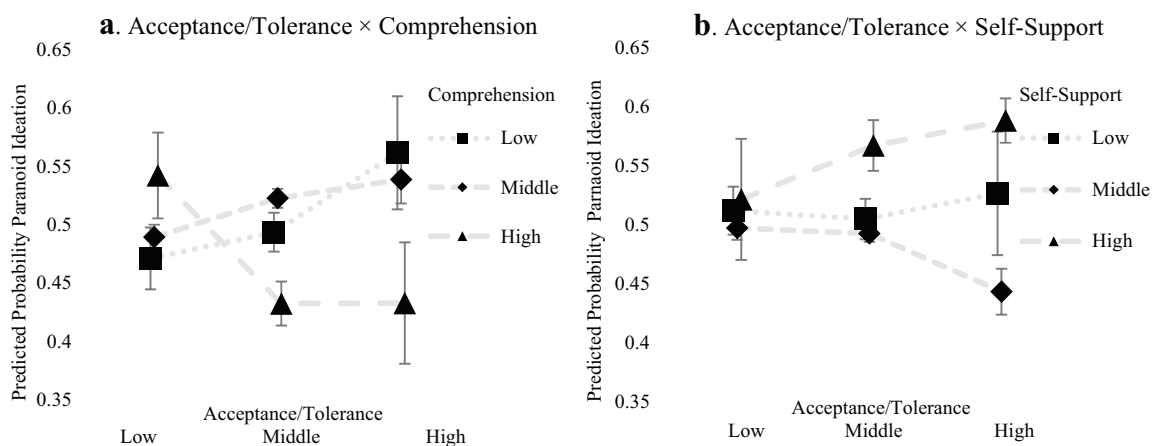 a. Acceptance/Tolerance × Comprehension
Predicted Probability Paranoid Ideation
0.65
0.6
0.55
0.5
0.45
0.4
0.35
Comprehension
Low
Middle
High
Acceptance/Tolerance
Low Middle High
b. Acceptance/Tolerance × Self-Support
Predicted Probability Parnaoid Ideation
0.65
0.6
0.55
0.5
0.45
0.4
0.35
Self-Support
Low
Middle
High
Acceptance/Tolerance
Low Middle High